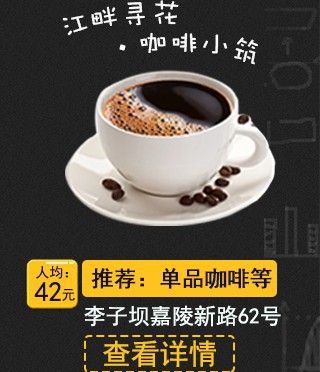 江畔寻花
·咖啡小筑
人均：
42元
推荐：单品咖啡等
李子坝嘉陵新路62号
查看详情